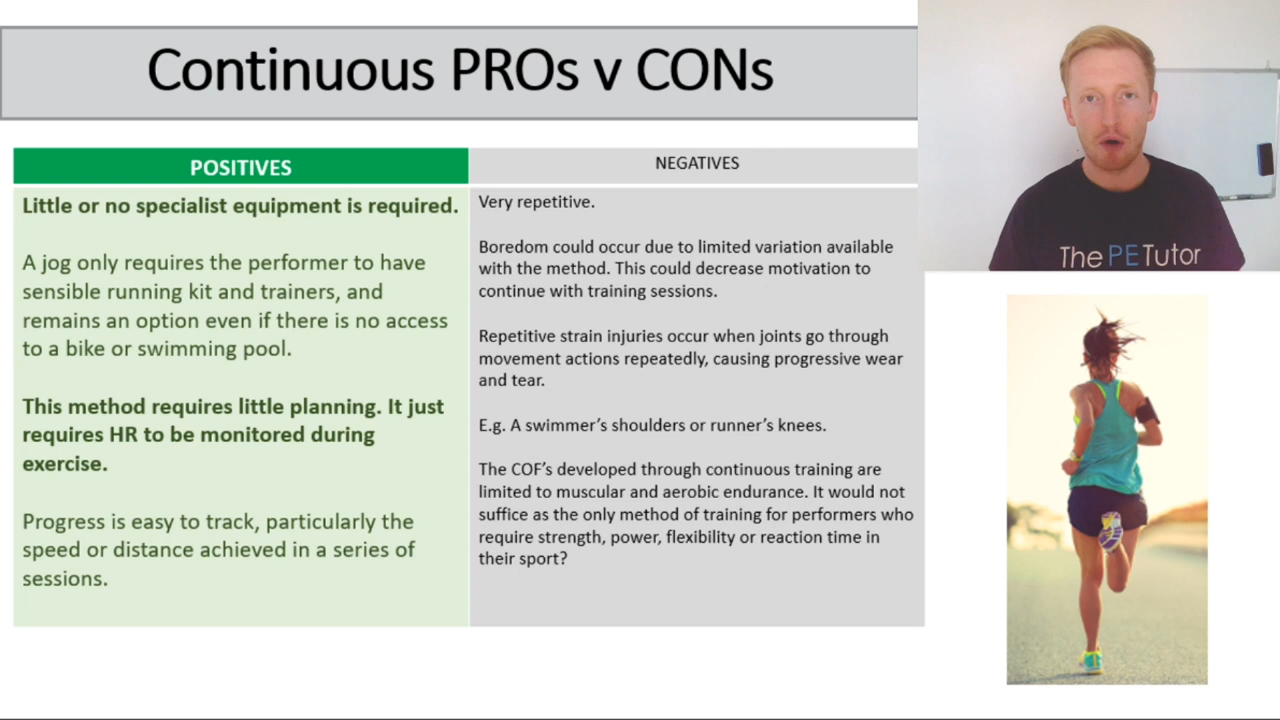 Continuous PROs v CONs
POSITIVES
Little or no specialist equipment is required.
A jog only requires the performer to have
sensible running kit and trainers, and
remains an option even if there is no access
to a bike or swimming pool.
This method requires little planning. It just
requires HR to be monitored during
exercise.
Progress is easy to track, particularly the
speed or distance achieved in a series of
sessions.
NEGATIVES
Very repetitive.
Boredom could occur due to limited variation available
with the method. This could decrease motivation to
continue with training sessions.
Repetitive strain injuries occur when joints go through
movement actions repeatedly, causing progressive wear
and tear.
E.g. A swimmer’s shoulders or runner’s knees.
The COF’s developed through continuous training are
limited to muscular and aerobic endurance. It would not
suffice as the only method of training for performers who
require strength, power, flexibility or reaction time in
their sport?
The PE Tutor